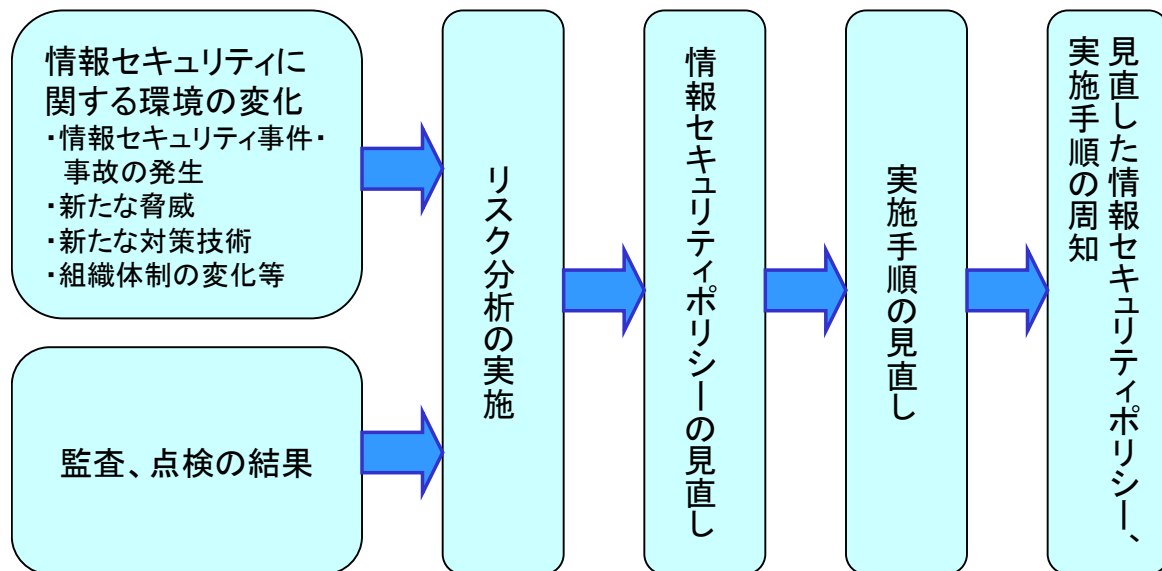 情報セキュリティに
関する環境の変化
・情報セキュリティ事件・
事故の発生
・新たな脅威
・新たな対策技術
・組織体制の変化等
監査、点検の結果
リスク分析の実施
情報セキュリティポリシーの見直し
実施手順の見直し
見直した情報セキュリティポリシー、
実施手順の周知